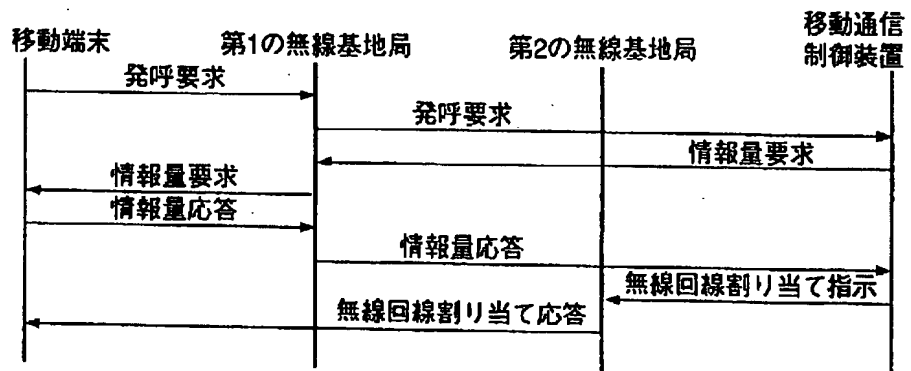 移動端末
第1の無線基地局
第2の無線基地局
移動通信
制御装置
発呼要求
発呼要求
情報量要求
情報量要求
情報量応答
情報量応答
無線回線割り当て指示
無線回線割り当て応答